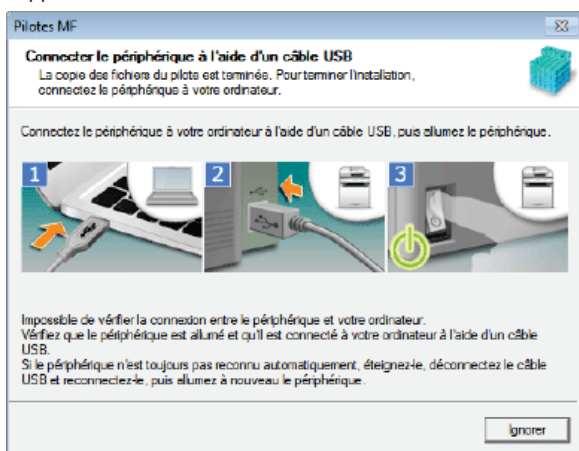 Pilotes MF
Connecter le périphérique à l'aide d'un câble USB
La copie des fichiers du pilote est terminée. Pour terminer l'installation,
connectez le périphérique à votre ordinateur.
Connectez le périphérique à votre ordinateur à l'aide d'un câble USB, puis allumez le périphérique.
1 2 3
Impossible de vérifier la connexion entre le périphérique et votre ordinateur.
Vérifiez que le périphérique est allumé et qu'il est connecté à votre ordinateur à l'aide d'un câble
USB.
Si le périphérique n'est toujours pas reconnu automatiquement, éteignez-le, déconnectez le câble
USB et reconnectez-le, puis allumez à nouveau le périphérique.
Ignorer